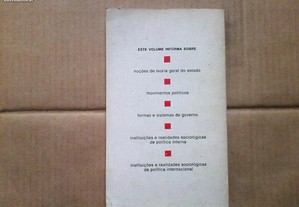 ESTE VOLUME INFORMA SOBRE
noções de teoria geral do estado
movimentos políticos
formas e sistemas de governo
instituições e realidades sociológicas
de política interna
instituições e realidades sociológicas
de política internacional